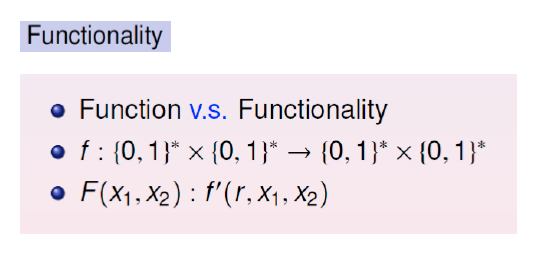 Functionality
Function v.s. Functionality
f : {0, 1}* × {0, 1}* → {0, 1}* × {0, 1}*
F(x₁, x₂) : f′(r, x₁, x₂)